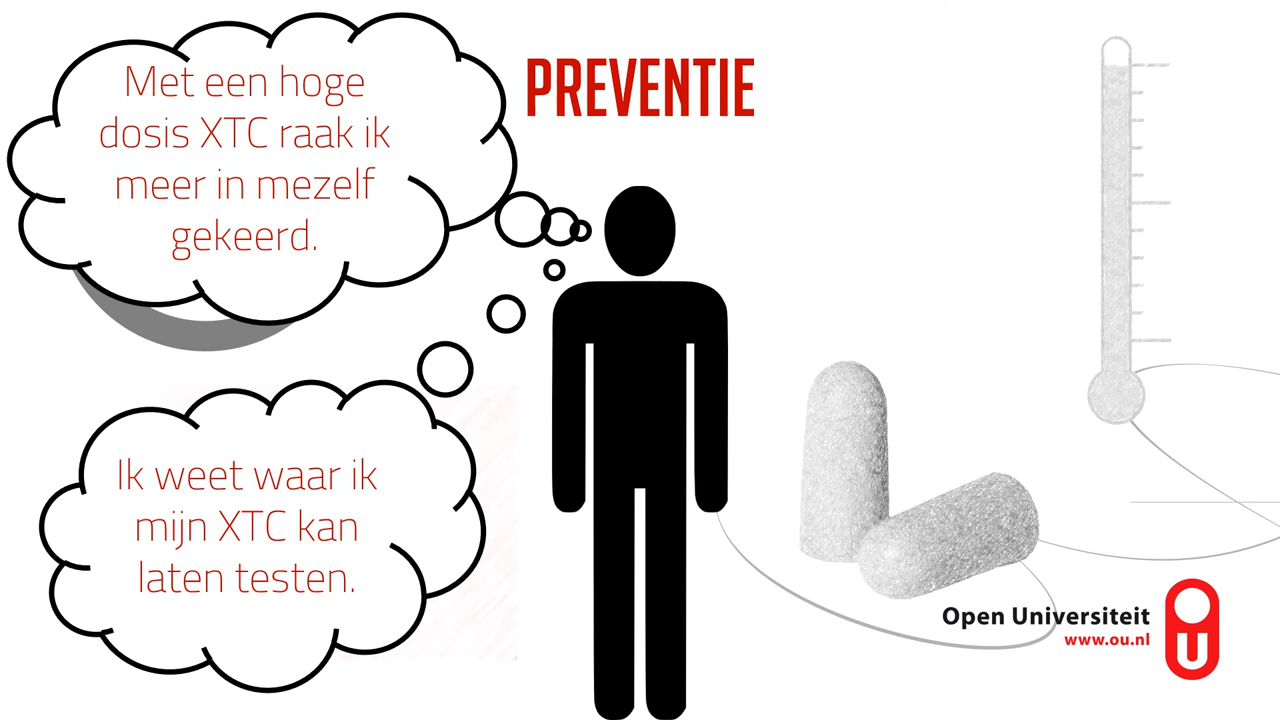 PREVENTIE
Met een hoge
dosis XTC raak ik
meer in mezelf
gekeerd.
Ik weet waar ik
mijn XTC kan
laten testen.
Open Universiteit
www.ou.nl